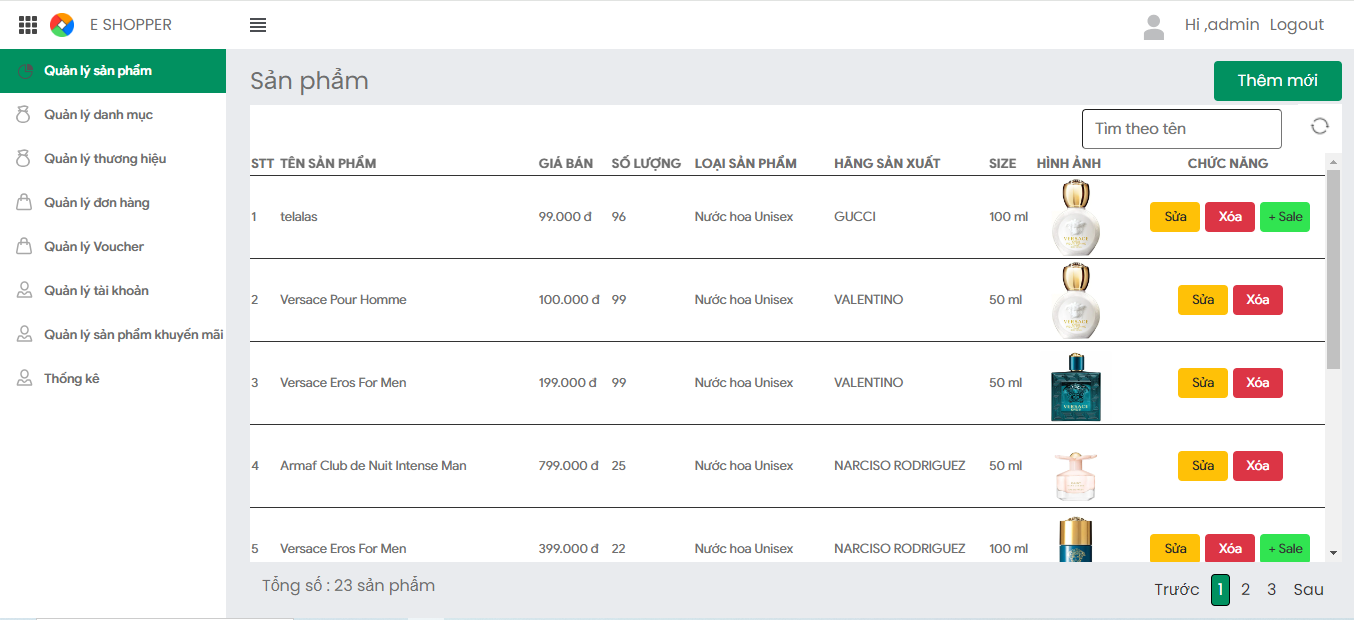 E SHOPPER
Hi ,admin Logout
Quản lý sản phẩm
Quản lý danh mục
Quản lý thương hiệu
Quản lý đơn hàng
Quản lý Voucher
Quản lý tài khoản
Quản lý sản phẩm khuyến mãi
Thống kê
Sản phẩm
Thêm mới
Tìm theo tên
STT TÊN SẢN PHẨM GIÁ BÁN SỐ LƯỢNG LOẠI SẢN PHẨM HÃNG SẢN XUẤT SIZE HÌNH ẢNH CHỨC NĂNG
1 telalas 99.000 đ 96 Nước hoa Unisex GUCCI 100 ml Sửa Xóa + Sale
2 Versace Pour Homme 100.000 đ 99 Nước hoa Unisex VALENTINO 50 ml Sửa Xóa
3 Versace Eros For Men 199.000 đ 99 Nước hoa Unisex VALENTINO 50 ml Sửa Xóa
4 Armaf Club de Nuit Intense Man 799.000 đ 25 Nước hoa Unisex NARCISO RODRIGUEZ 50 ml Sửa Xóa
5 Versace Eros For Men 399.000 đ 22 Nước hoa Unisex NARCISO RODRIGUEZ 100 ml Sửa Xóa + Sale
Tổng số : 23 sản phẩm
Trước 1 2 3 Sau